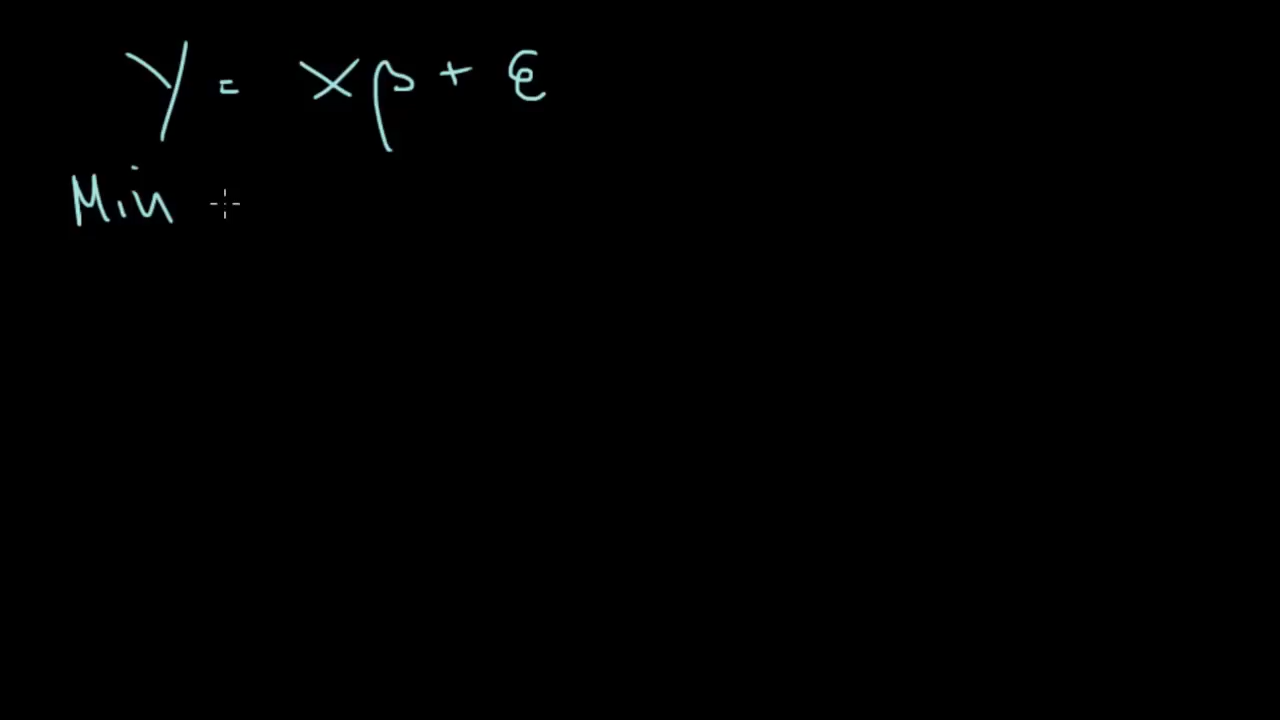 Y = Xβ + ε
Min